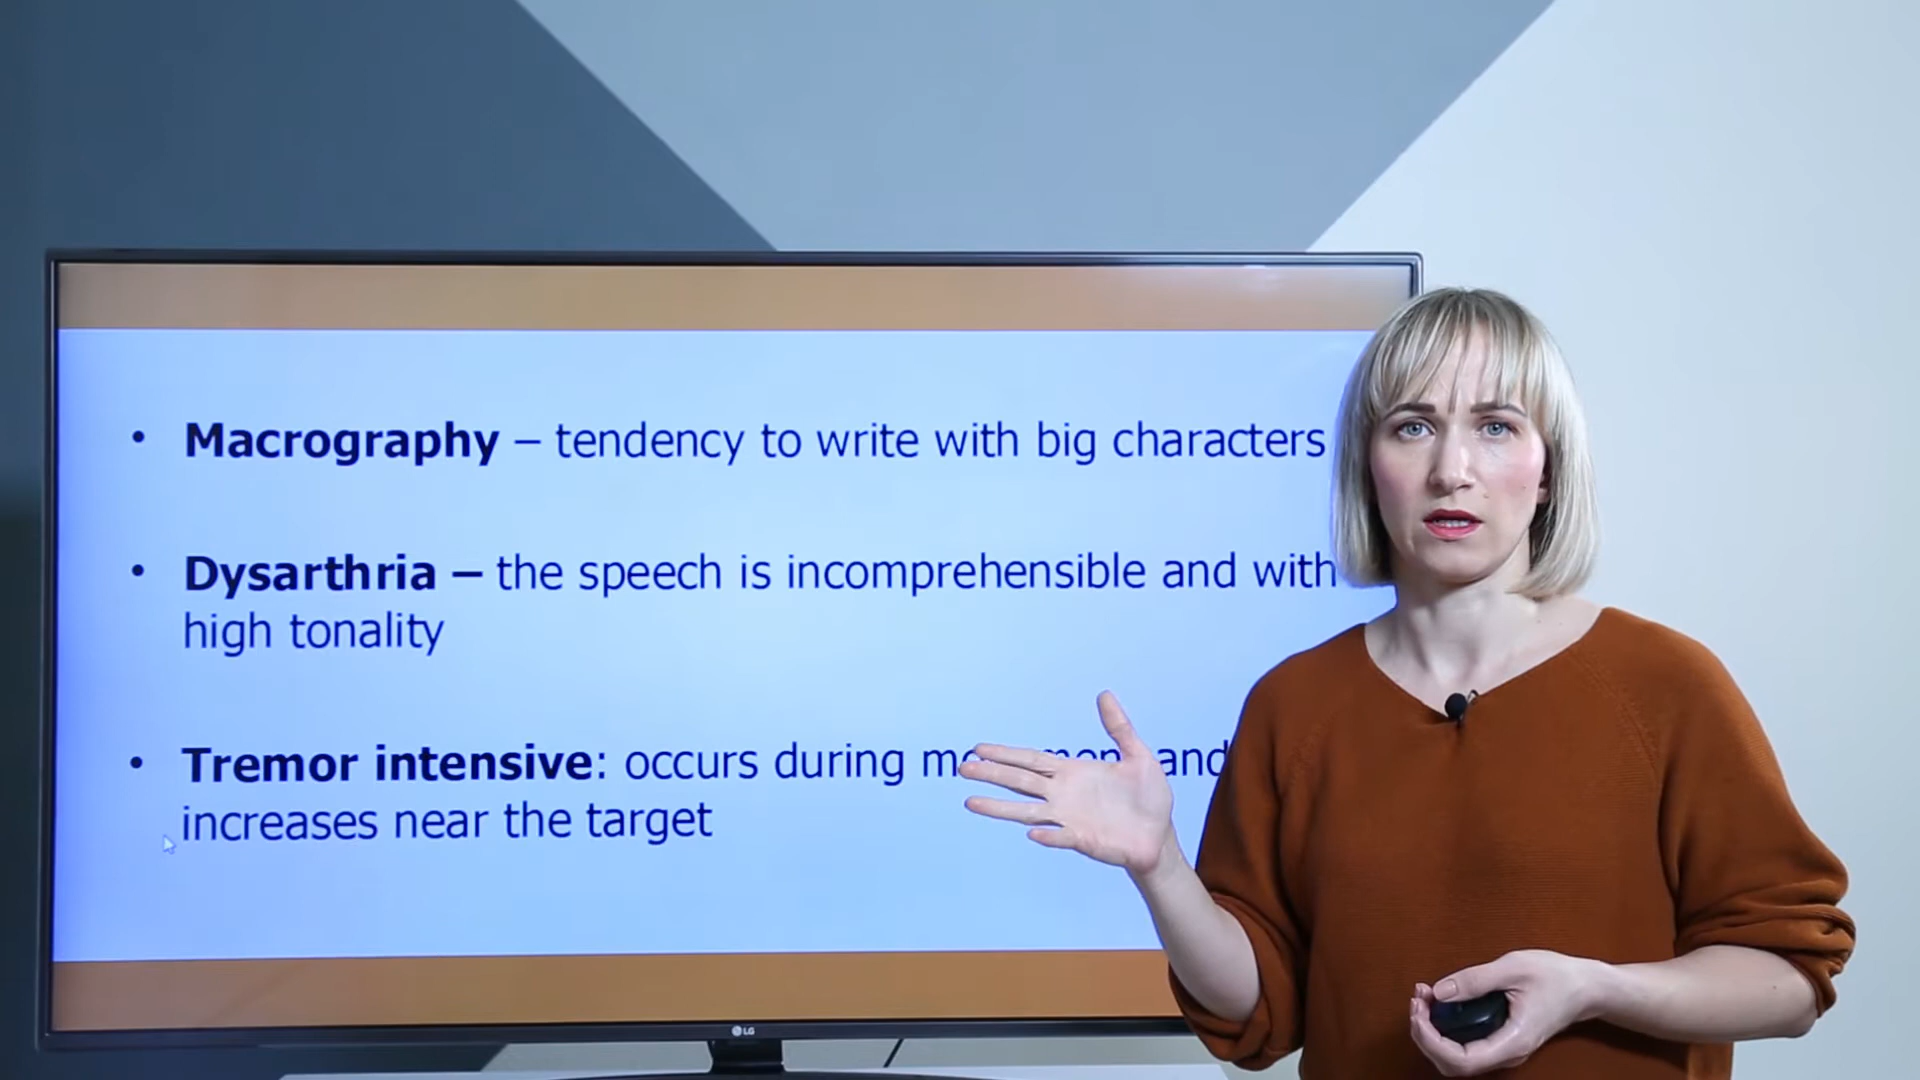 • Macrography – tendency to write with big characters
• Dysarthria – the speech is incomprehensible and with
high tonality
• Tremor intensive: occurs during and
increases near the target
LG